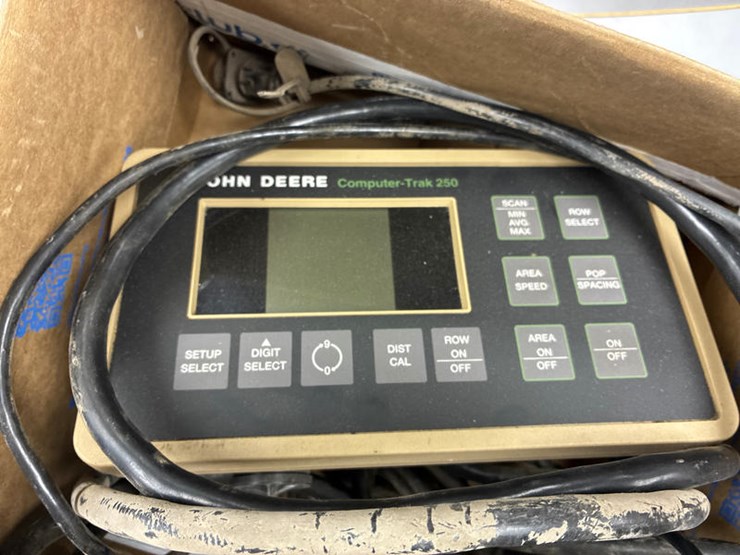 OHN DEERE Computer-Trak 250
SCAN
MIN
AVG.
MAX
ROW
SELECT
AREA
SPEED
POP
SPACING
SETUP
SELECT
▲
DIGIT
SELECT
9
0
DIST
CAL
ROW
ON
OFF
AREA
ON
OFF
ON
OFF